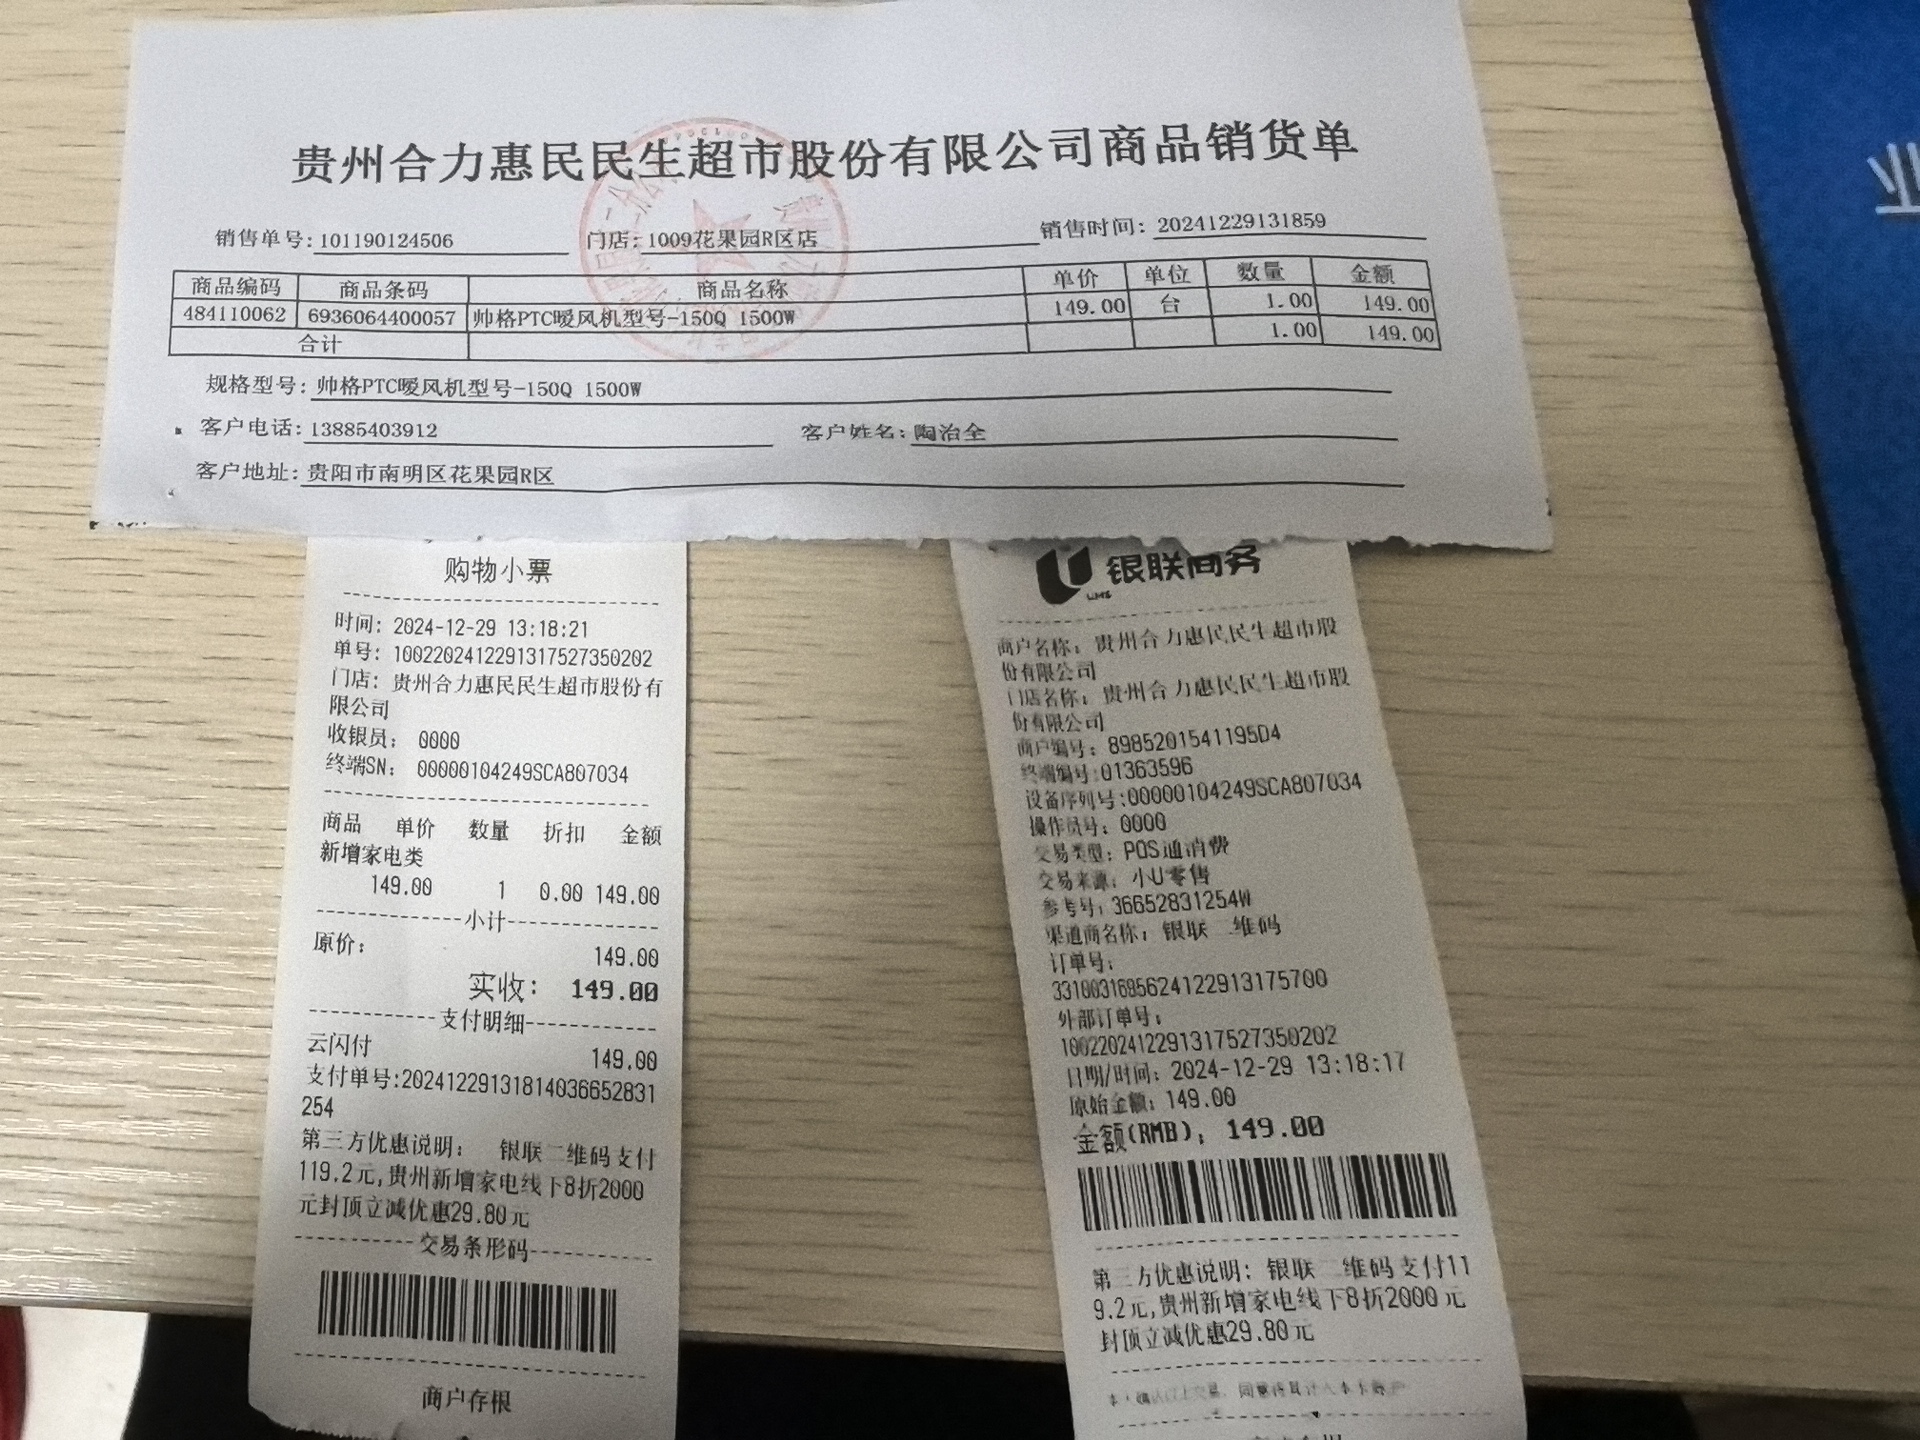 贵州合力惠民民生超市股份有限公司商品销货单
销售单号: 101190124506 门店: 1009花果园R区店 销售时间: 20241229131859
商品编码 商品条码 商品名称 单价 单位 数量 金额
484110062 6936064400057 帅格PTC暖风机型号-150Q 1500W 149.00 台 1.00 149.00
合计 1.00 149.00
规格型号: 帅格PTC暖风机型号-150Q 1500W
客户电话: 13885403912 客户姓名: 陶治全
客户地址: 贵阳市南明区花果园R区
业
购物小票
时间: 2024-12-29 13:18:21
单号: 10022024122913175273​50202
门店: 贵州合力惠民民生超市股份有
限公司
收银员: 0000
终端SN: 00000104249SCA807034
商品 单价 数量 折扣 金额
新增家电类
149.00 1 0.00 149.00
小计
原价: 149.00
实收: 149.00
支付明细
云闪付 149.00
支付单号:20241229131814036652831
254
第三方优惠说明: 银联二维码支付
119.2元,贵州新增家电线下8折2000
元封顶立减优惠29.80元
交易条形码
商户存根
银联商务
UMS
商户名称: 贵州合力惠民民生超市股
份有限公司
门店名称: 贵州合力惠民民生超市股
份有限公司
商户编号: 8985201541195D4
终端编号:01363596
设备序列号:00000104249SCA807034
操作员号: 0000
交易类型: POS通消费
交易来源: 小U零售
参考号: 36652831254W
渠道商名称: 银联二维码
订单号:
33100316856241229131​75700
外部订单号:
10022024122913175273​50202
日期/时间: 2024-12-29 13:18:17
原始金额: 149.00
金额(RMB): 149.00
第三方优惠说明: 银联二维码支付11
9.2元,贵州新增家电线下8折2000元
封顶立减优惠29.80元